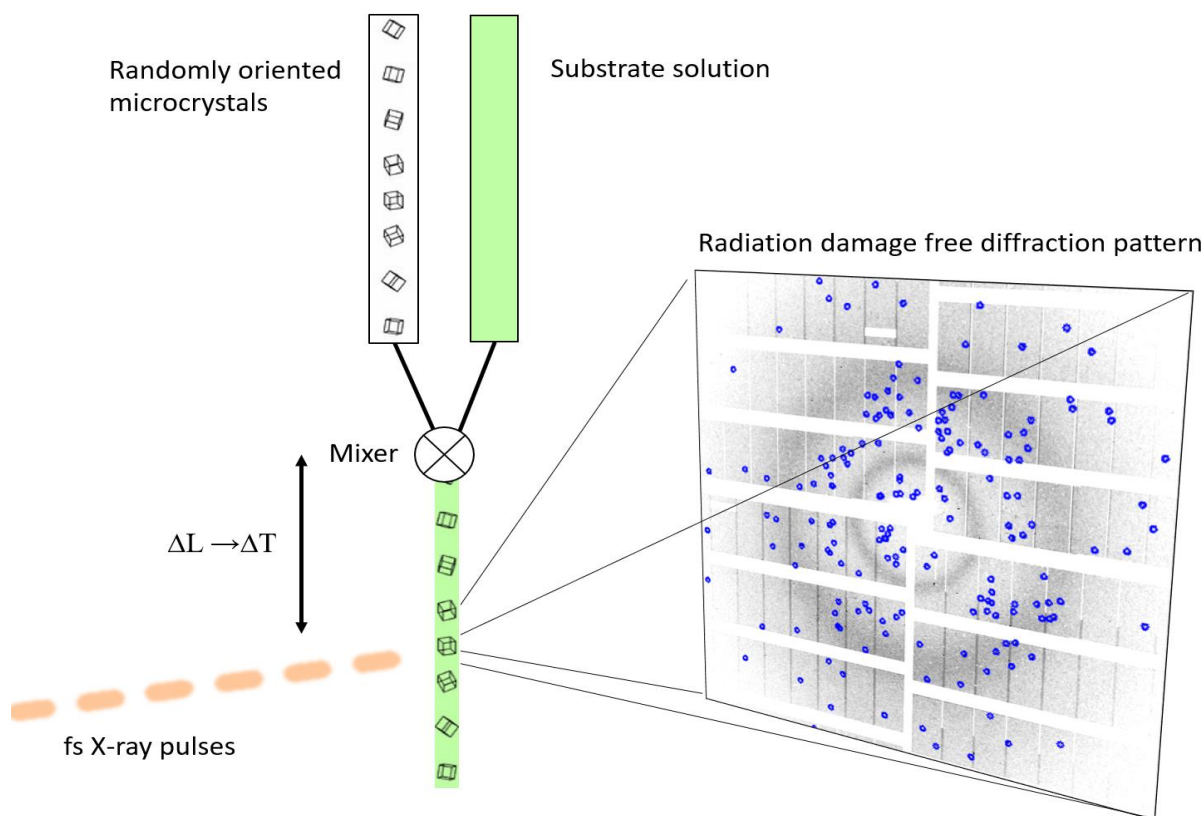 Randomly oriented
microcrystals
Substrate solution
Radiation damage free diffraction pattern
Mixer
ΔL →ΔT
fs X-ray pulses